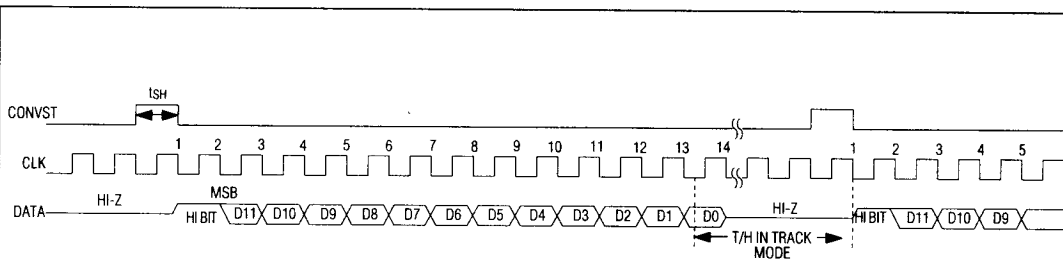 tSH
CONVST
1 2 3 4 5 6 7 8 9 10 11 12 13 14 1 2 3 4 5
CLK
HI-Z MSB HI-Z
DATA HI BIT D11 D10 D9 D8 D7 D6 D5 D4 D3 D2 D1 D0 HI BIT D11 D10 D9
T/H IN TRACK
MODE